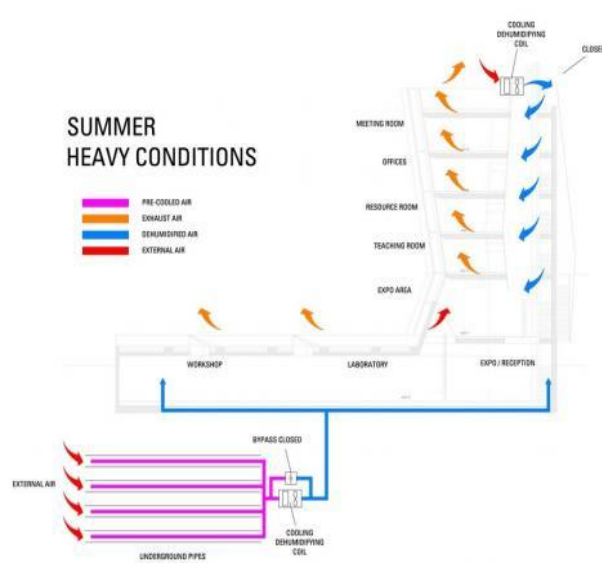 COOLING
DEHUMIDIFYING
COIL
CLOSED
SUMMER
HEAVY CONDITIONS
MEETING ROOM
OFFICES
PRE-COOLED AIR
EXHAUST AIR
DEHUMIDIFIED AIR
EXTERNAL AIR
RESOURCE ROOM
TEACHING ROOM
EXPO AREA
WORKSHOP
LABORATORY
EXPO / RECEPTION
BYPASS CLOSED
EXTERNAL AIR
COOLING
DEHUMIDIFYING
COIL
UNDERGROUND PIPES